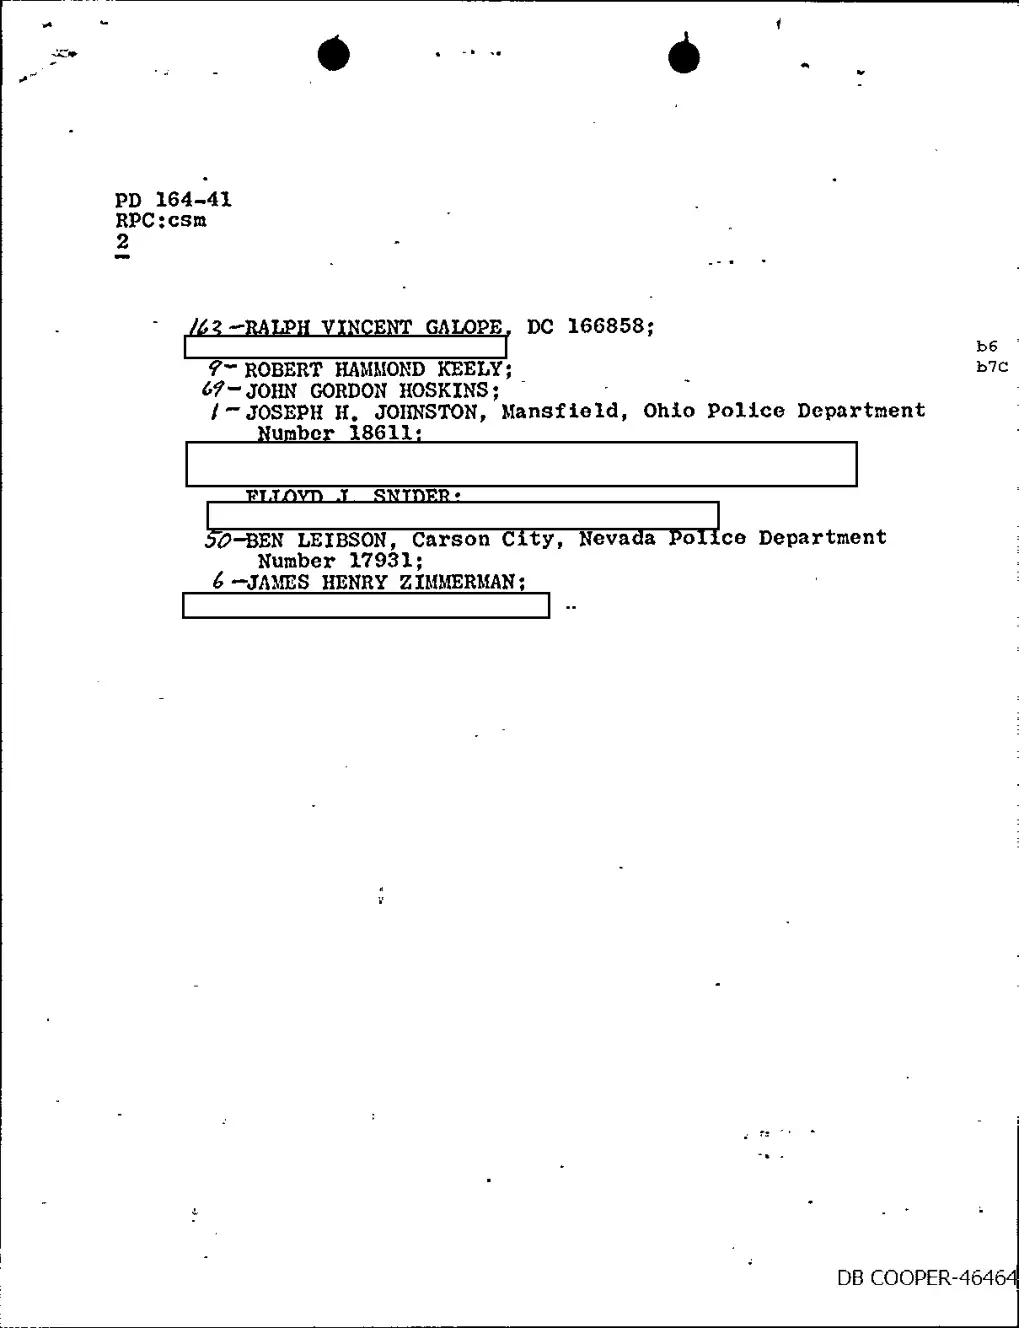 PD 164-41
RPC:csm
2
163-RALPH VINCENT GALOPE, DC 166858;
b6
b7C
9-ROBERT HAMMOND KEELY;
69-JOHN GORDON HOSKINS;
1-JOSEPH H. JOHNSTON, Mansfield, Ohio Police Department
Number 18611;
FLLOYD J. SNIDER;
50-BEN LEIBSON, Carson City, Nevada Police Department
Number 17931;
6-JAMES HENRY ZIMMERMAN;
DB COOPER-46464